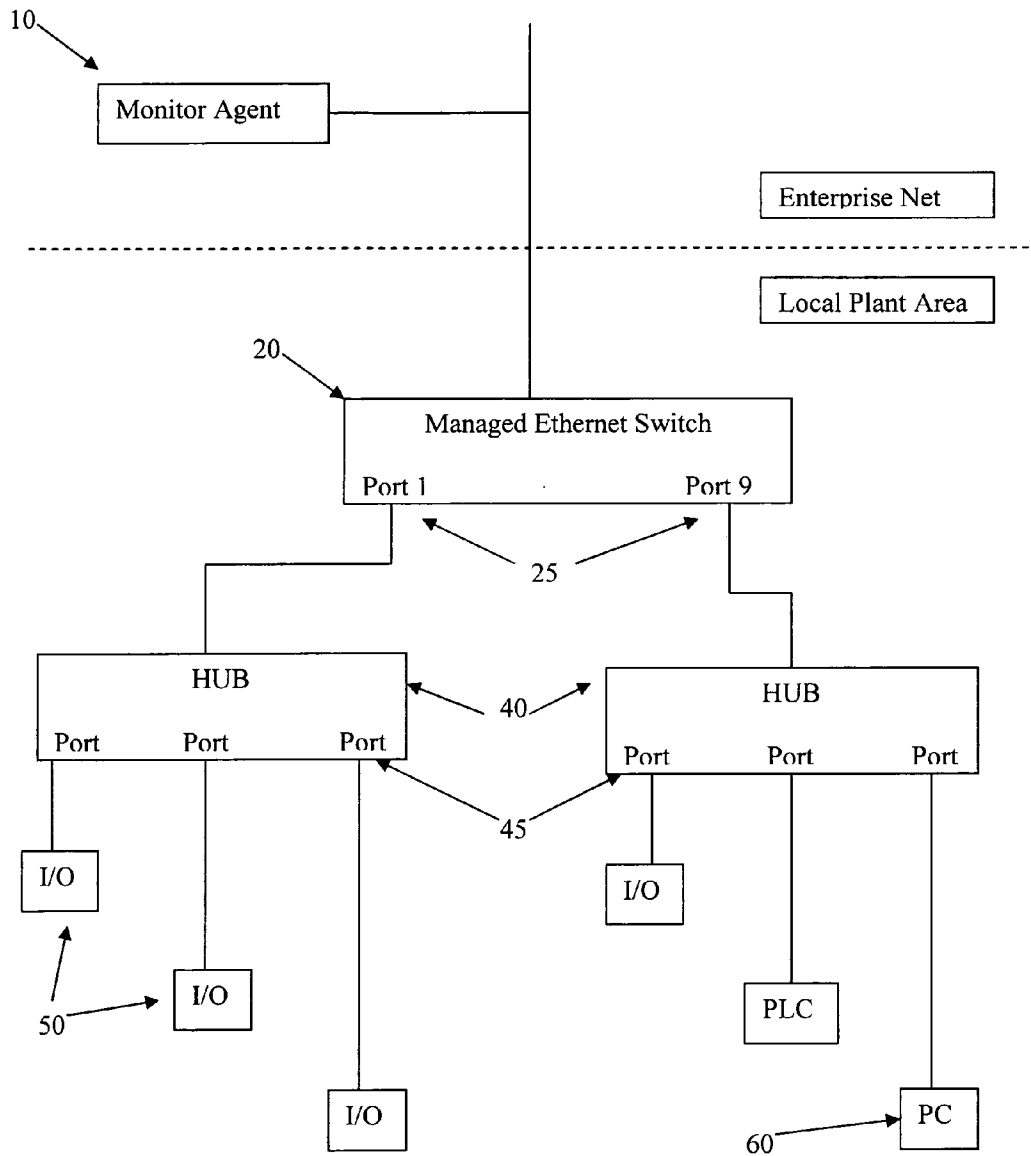 10
Monitor Agent
Enterprise Net
Local Plant Area
20
Managed Ethernet Switch
Port 1 Port 9
25
HUB
HUB
40
Port Port Port
Port Port Port
45
I/O
I/O
I/O
PLC
50
I/O
PC
60